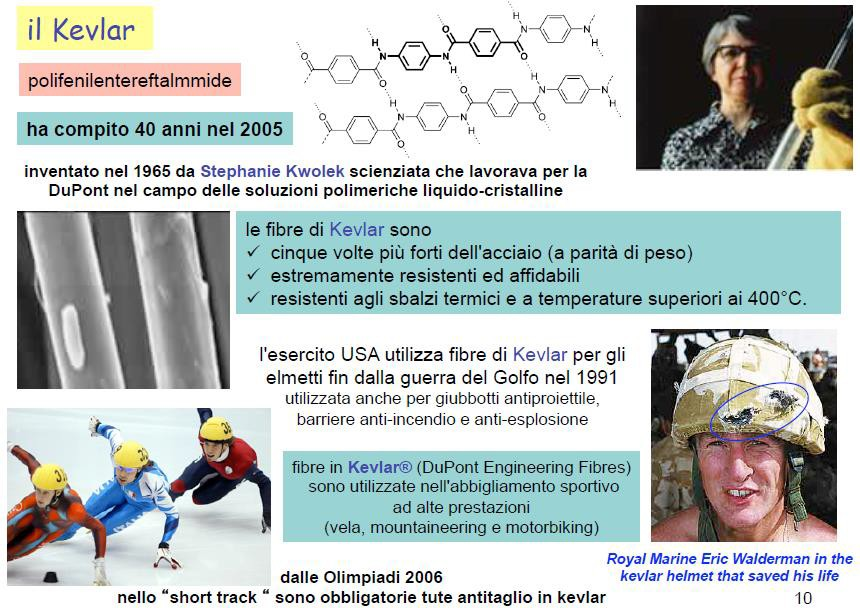 il Kevlar
polifenilentereftalmmide
ha compito 40 anni nel 2005
inventato nel 1965 da Stephanie Kwolek scienziata che lavorava per la
DuPont nel campo delle soluzioni polimeriche liquido-cristalline
le fibre di Kevlar sono
✓ cinque volte più forti dell'acciaio (a parità di peso)
✓ estremamente resistenti ed affidabili
✓ resistenti agli sbalzi termici e a temperature superiori ai 400°C.
l'esercito USA utilizza fibre di Kevlar per gli
elmetti fin dalla guerra del Golfo nel 1991
utilizzata anche per giubbotti antiproiettile,
barriere anti-incendio e anti-esplosione
fibre in Kevlar® (DuPont Engineering Fibres)
sono utilizzate nell'abbigliamento sportivo
ad alte prestazioni
(vela, mountaineering e motorbiking)
Royal Marine Eric Walderman in the
kevlar helmet that saved his life
dalle Olimpiadi 2006
nello “short track “ sono obbligatorie tute antitaglio in kevlar
10